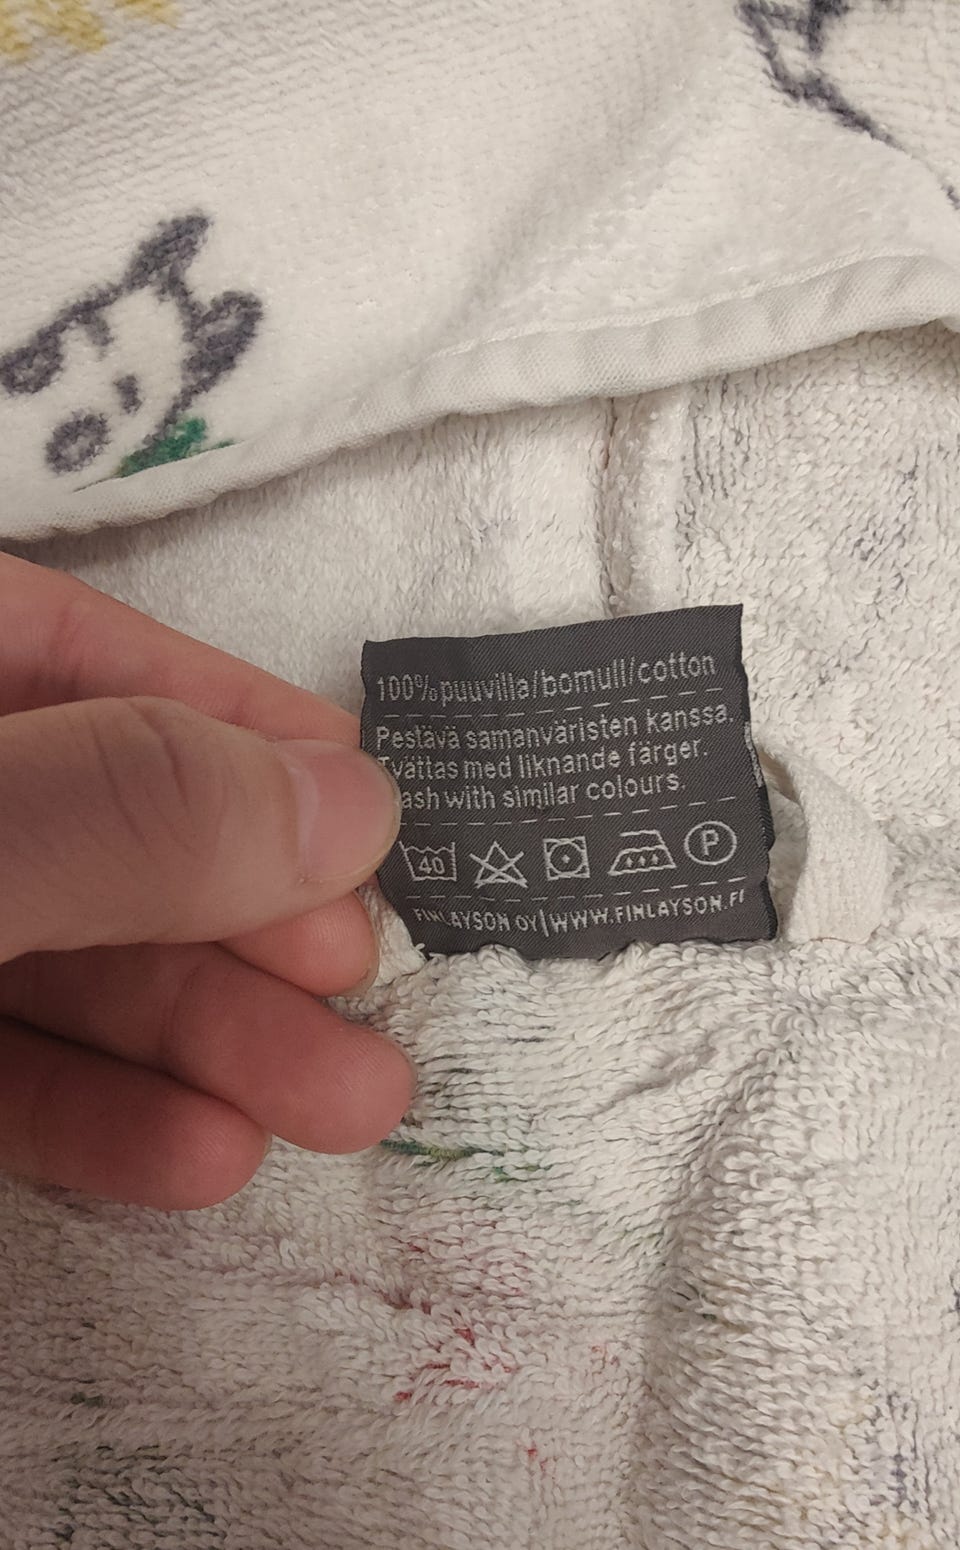 100% puuvilla/bomull/cotton
Pestävä samanväristen kanssa.
Tvättas med liknande färger.
ash with similar colours.
40
P
FINLAYSON OY|WWW.FINLAYSON.FI